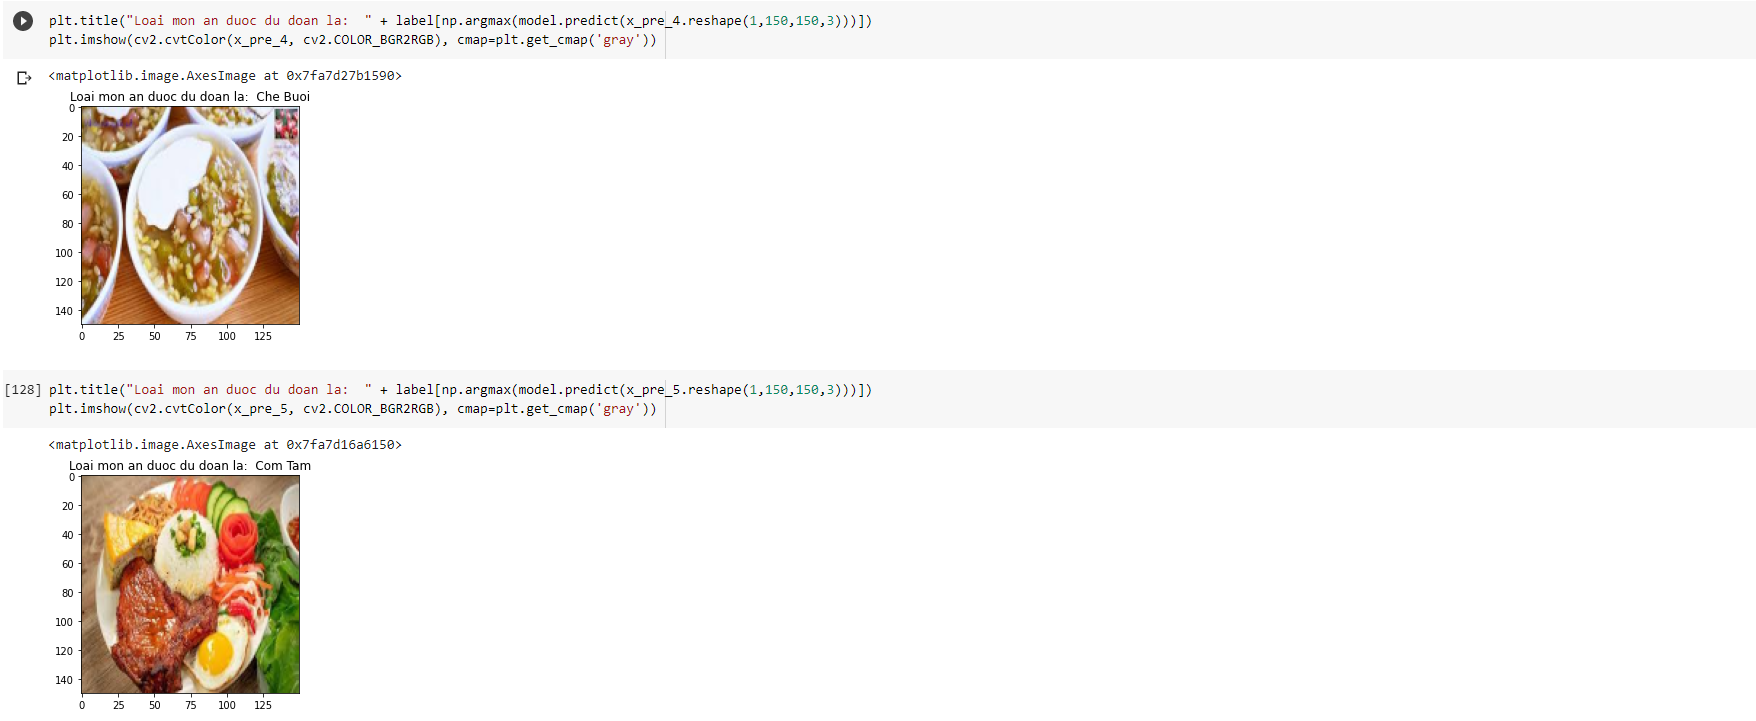 plt.title("Loai mon an duoc du doan la:  " + label[np.argmax(model.predict(x_pre_4.reshape(1,150,150,3)))])
plt.imshow(cv2.cvtColor(x_pre_4, cv2.COLOR_BGR2RGB), cmap=plt.get_cmap('gray'))
<matplotlib.image.AxesImage at 0x7fa7d27b1590>
Loai mon an duoc du doan la:  Che Buoi
0
20
40
60
80
100
120
140
0 25 50 75 100 125
[128] plt.title("Loai mon an duoc du doan la:  " + label[np.argmax(model.predict(x_pre_5.reshape(1,150,150,3)))])
plt.imshow(cv2.cvtColor(x_pre_5, cv2.COLOR_BGR2RGB), cmap=plt.get_cmap('gray'))
<matplotlib.image.AxesImage at 0x7fa7d16a6150>
Loai mon an duoc du doan la:  Com Tam
0
20
40
60
80
100
120
140
0 25 50 75 100 125